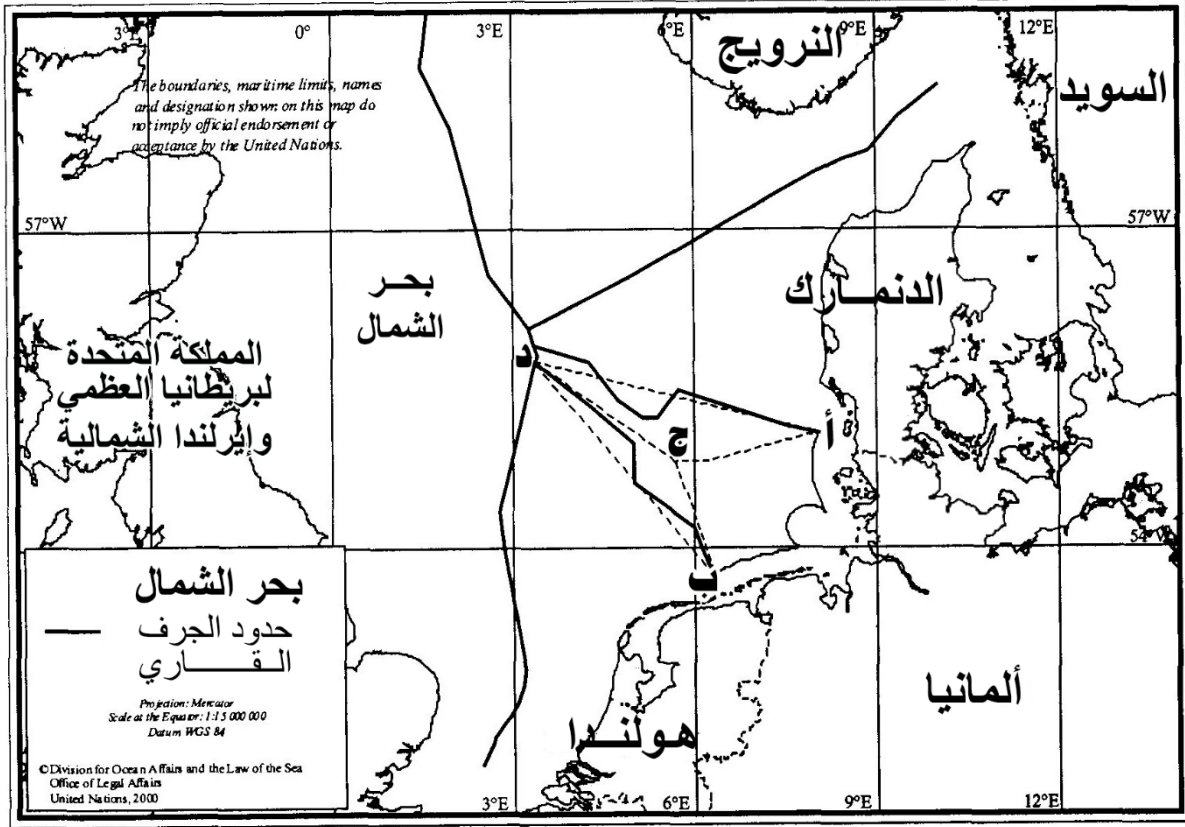 3°E
0°
3°E
6°E
9°E
12°E
The boundaries, maritime limits, names
and designation shown on this map do
not imply official endorsement or
acceptance by the United Nations.
النرويج
السويد
57°W
57°W
بحر
الشمال
الدنمارك
المملكة المتحدة
لبريطانيا العظمي
وإيرلندا الشمالية
د
ج
أ
ب
54°W
بحر الشمال
حدود الجرف
القاري
Projection: Mercator
Scale at the Equator: 1:15 000 000
Datum WGS 84
©Division for Ocean Affairs and the Law of the Sea
Office of Legal Affairs
United Nations, 2000
ألمانيا
هولندا
3°E
6°E
9°E
12°E